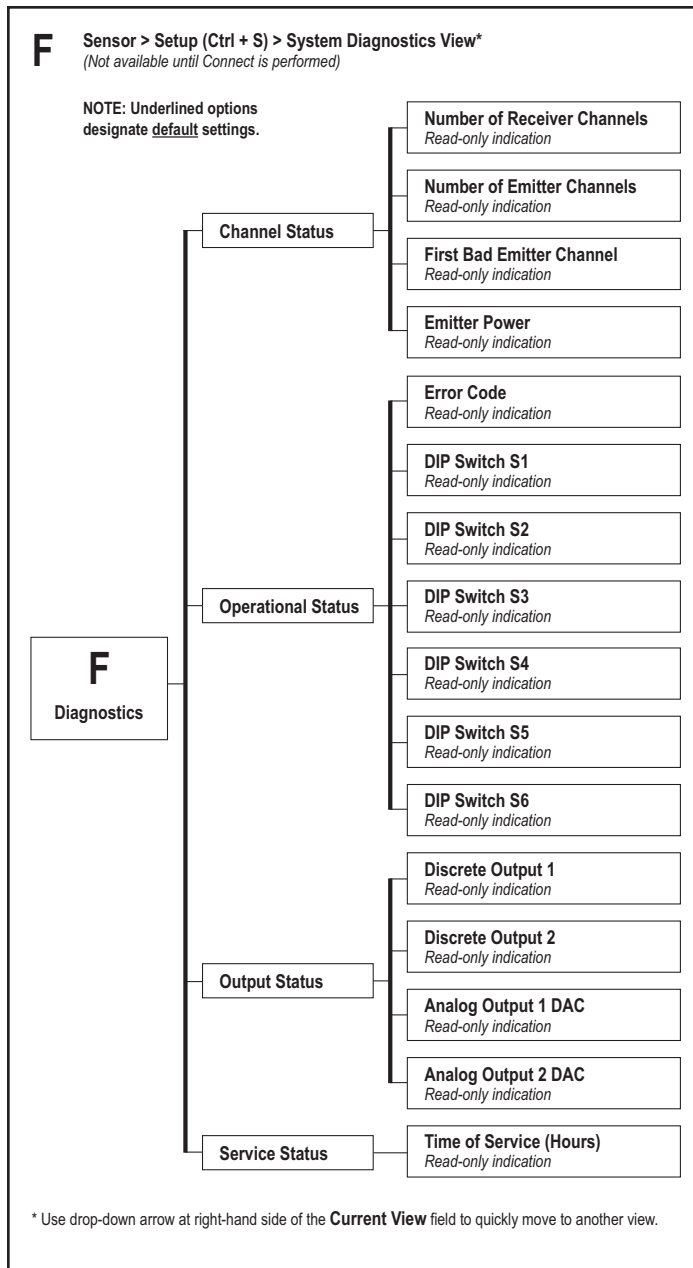 F
Sensor > Setup (Ctrl + S) > System Diagnostics View*
(Not available until Connect is performed)
NOTE: Underlined options
designate default settings.
F
Diagnostics
Channel Status
Number of Receiver Channels
Read-only indication
Number of Emitter Channels
Read-only indication
First Bad Emitter Channel
Read-only indication
Emitter Power
Read-only indication
Operational Status
Error Code
Read-only indication
DIP Switch S1
Read-only indication
DIP Switch S2
Read-only indication
DIP Switch S3
Read-only indication
DIP Switch S4
Read-only indication
DIP Switch S5
Read-only indication
DIP Switch S6
Read-only indication
Output Status
Discrete Output 1
Read-only indication
Discrete Output 2
Read-only indication
Analog Output 1 DAC
Read-only indication
Analog Output 2 DAC
Read-only indication
Service Status
Time of Service (Hours)
Read-only indication
* Use drop-down arrow at right-hand side of the Current View field to quickly move to another view.